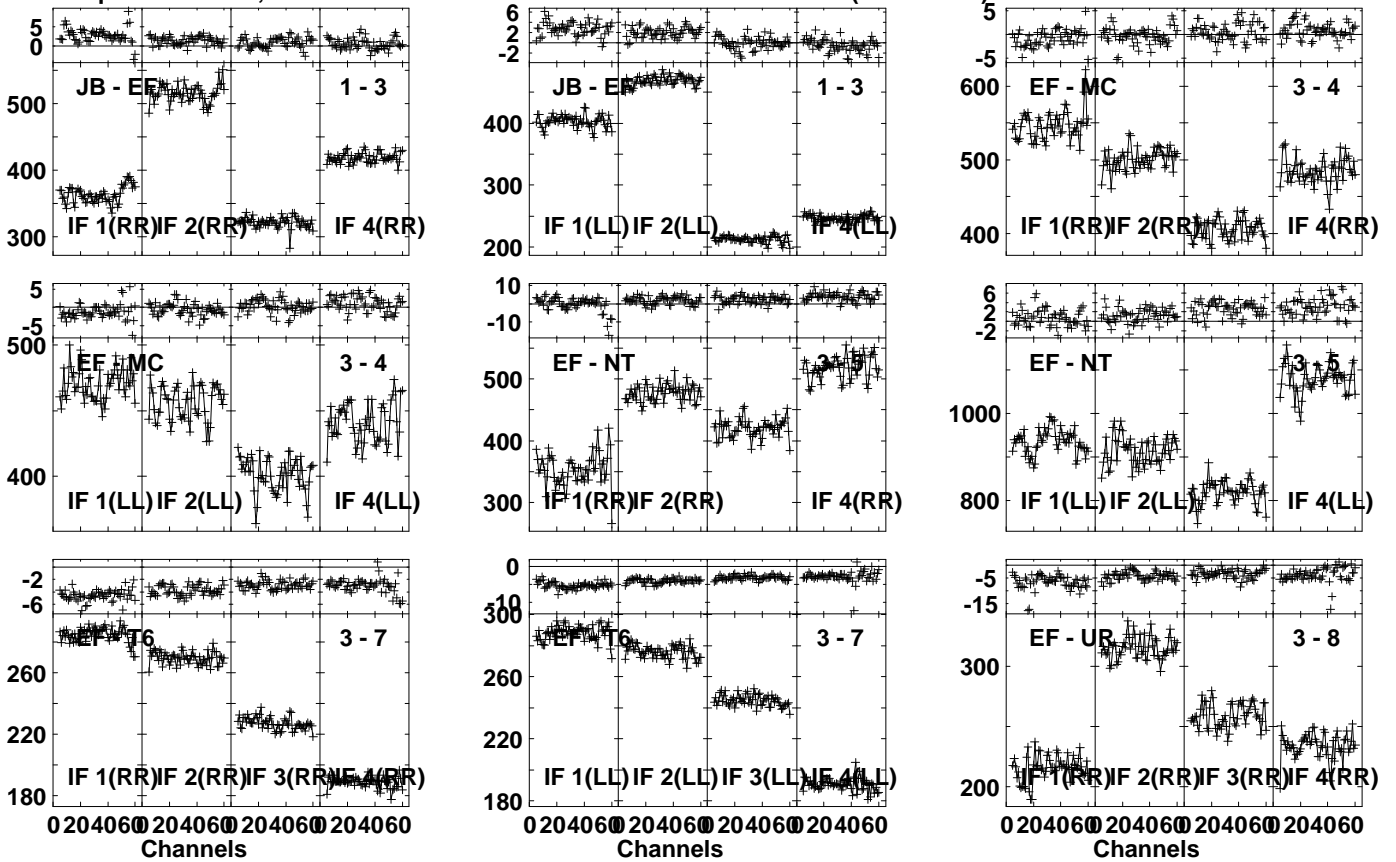 5
0
JB - EF
1 - 3
500
400
300
IF 1(RR)
IF 2(RR)
IF 4(RR)
6
2
-2
JB - EF
1 - 3
400
300
200
IF 1(LL)
IF 2(LL)
IF 4(LL)
5
-5
EF - MC
3 - 4
600
500
400
IF 1(RR)
IF 2(RR)
IF 4(RR)
5
-5
EF - MC
3 - 4
500
400
IF 1(LL)
IF 2(LL)
IF 4(LL)
10
-10
EF - NT
3 - 5
500
400
300
IF 1(RR)
IF 2(RR)
IF 4(RR)
6
2
-2
EF - NT
3 - 5
1000
800
IF 1(LL)
IF 2(LL)
IF 4(LL)
-2
-6
EF - T6
3 - 7
260
220
180
IF 1(RR)
IF 2(RR)
IF 3(RR)
IF 4(RR)
0 204060 0 204060 0 204060 0 204060
Channels
0
-10
300
EF - T6
3 - 7
260
220
180
IF 1(LL)
IF 2(LL)
IF 3(LL)
IF 4(LL)
0 204060 0 204060 0 204060 0 204060
Channels
-5
-15
EF - UR
3 - 8
300
200
IF 1(RR)
IF 2(RR)
IF 3(RR)
IF 4(RR)
0 204060 0 204060 0 204060 0 204060
Channels